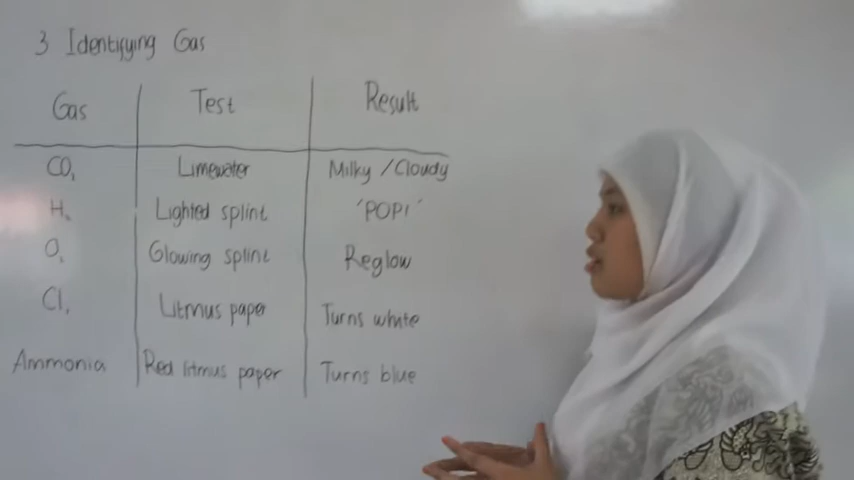 3 Identifying Gas
Gas Test Result
CO₂ Limewater Milky / Cloudy
H₂ Lighted splint 'POP!'
O₂ Glowing splint Reglow
Cl₂ Litmus paper Turns white
Ammonia Red litmus paper Turns blue